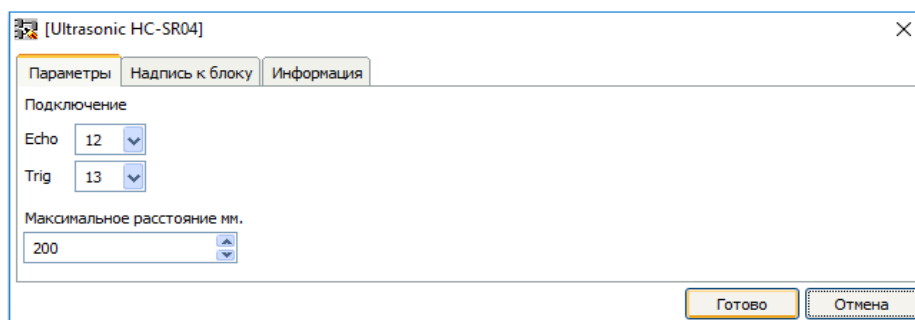 [Ultrasonic HC-SR04]
Параметры Надпись к блоку Информация
Подключение
Echo 12
Trig 13
Максимальное расстояние мм.
200
Готово Отмена